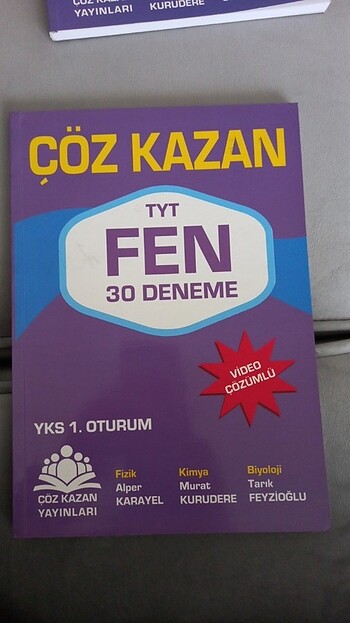 YAYINLARI
KURUDERE
ÇÖZ KAZAN
TYT
FEN
30 DENEME
VİDEO
ÇÖZÜMLÜ
YKS 1. OTURUM
ÇÖZ KAZAN
YAYINLARI
Fizik
Alper
KARAYEL
Kimya
Murat
KURUDERE
Biyoloji
Tarık
FEYZİOĞLU